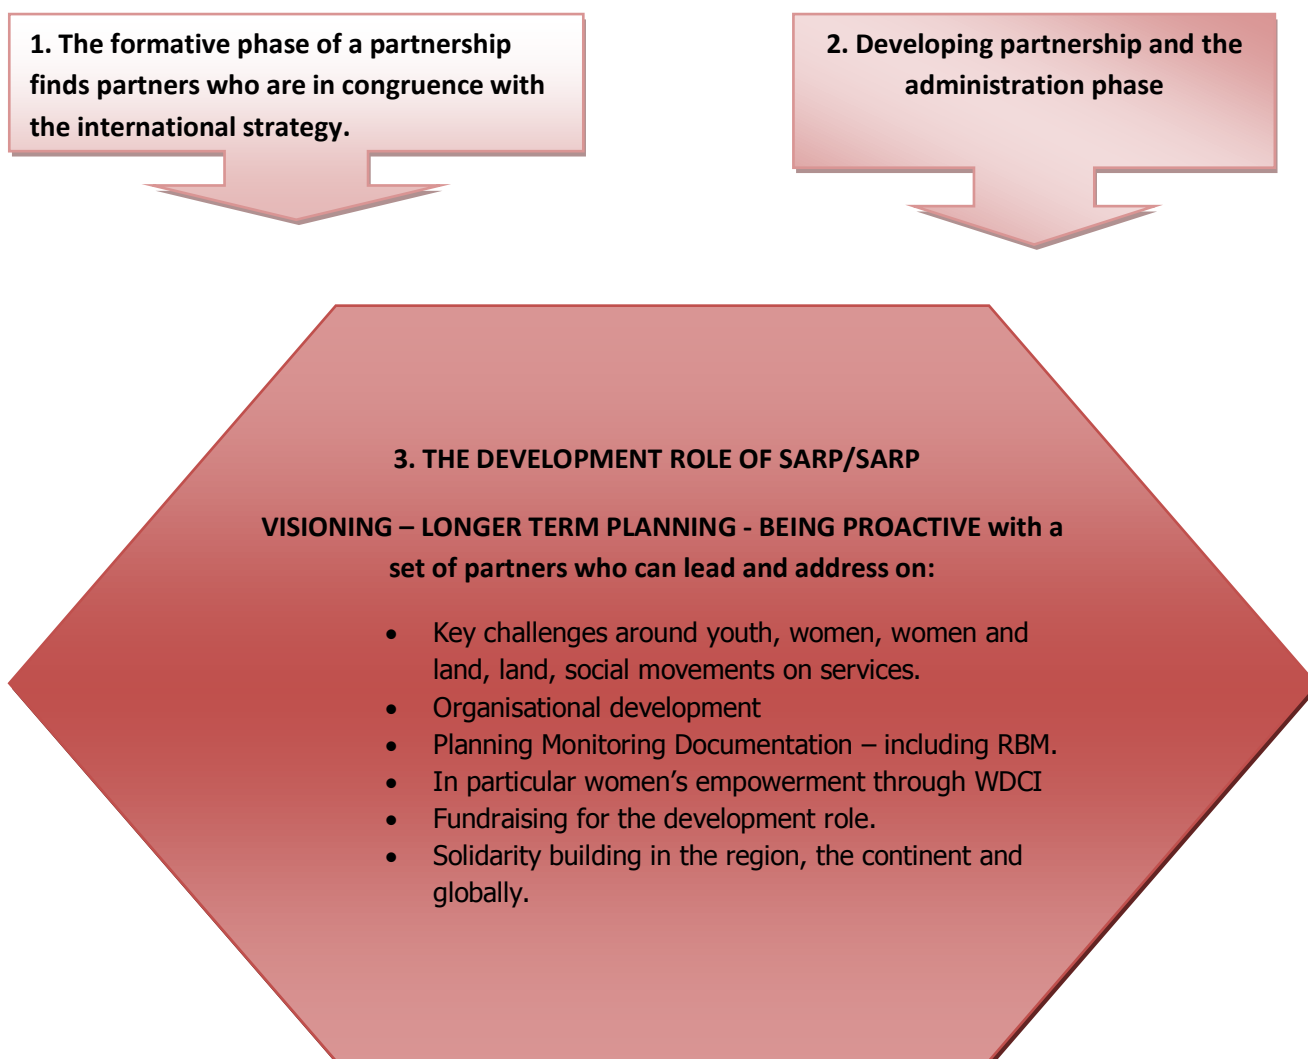 1. The formative phase of a partnership
finds partners who are in congruence with
the international strategy.
2. Developing partnership and the
administration phase
3. THE DEVELOPMENT ROLE OF SARP/SARP
VISIONING – LONGER TERM PLANNING - BEING PROACTIVE with a
set of partners who can lead and address on:
• Key challenges around youth, women, women and
land, land, social movements on services.
• Organisational development
• Planning Monitoring Documentation – including RBM.
• In particular women’s empowerment through WDCI
• Fundraising for the development role.
• Solidarity building in the region, the continent and
globally.